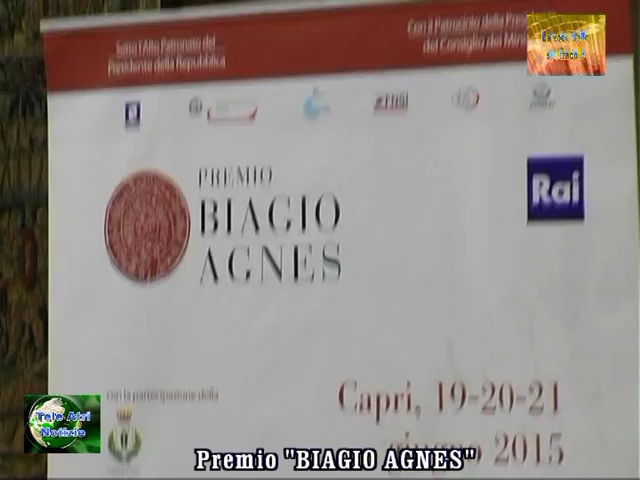 Sotto l'Alto Patronato del
Presidente della Repubblica
Con il Patrocinio della Presidenza
del Consiglio dei Ministri
FNSI
PREMIO
BIAGIO
AGNES
Rai
con la partecipazione della
Capri, 19-20-21
giugno 2015
Tele Atri
Notizie
Premio "BIAGIO AGNES"